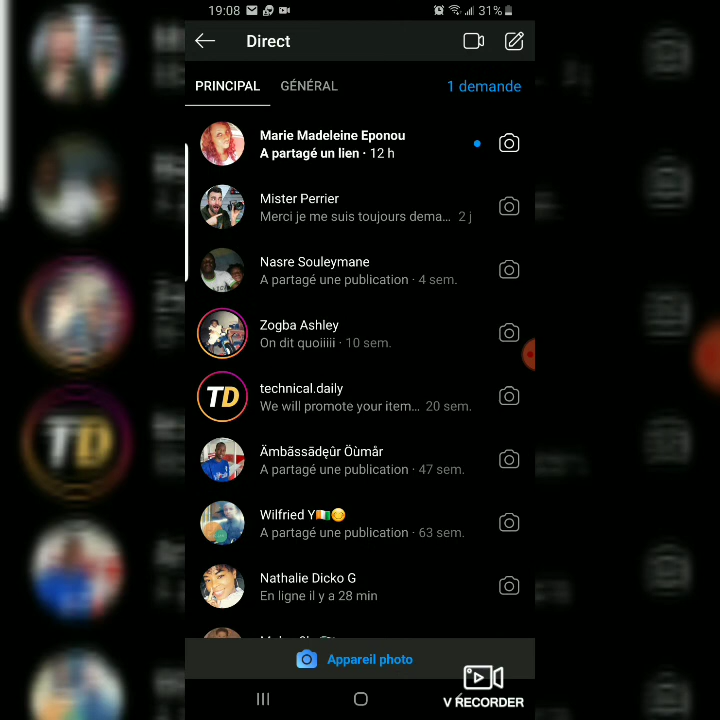 19:08 31%
Direct
PRINCIPAL GÉNÉRAL 1 demande
Marie Madeleine Eponou
A partagé un lien · 12 h
Mister Perrier
Merci je me suis toujours dema... 2 j
Nasre Souleymane
A partagé une publication · 4 sem.
Zogba Ashley
On dit quoiiiii · 10 sem.
TD
technical.daily
We will promote your item... 20 sem.
Ämbãssãdęûr Öùmår
A partagé une publication · 47 sem.
Wilfried Y🇨🇮😊
A partagé une publication · 63 sem.
Nathalie Dicko G
En ligne il y a 28 min
Appareil photo
V RECORDER